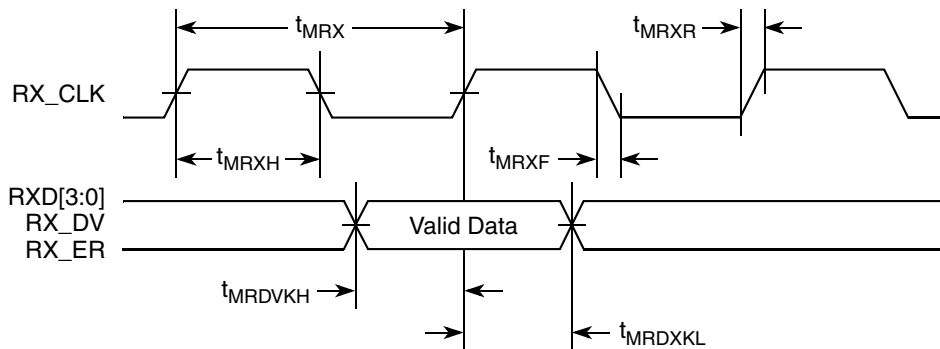 tMRX
tMRXR
RX_CLK
tMRXH
tMRXF
RXD[3:0]
RX_DV
RX_ER
Valid Data
tMRDVKH
tMRDXKL